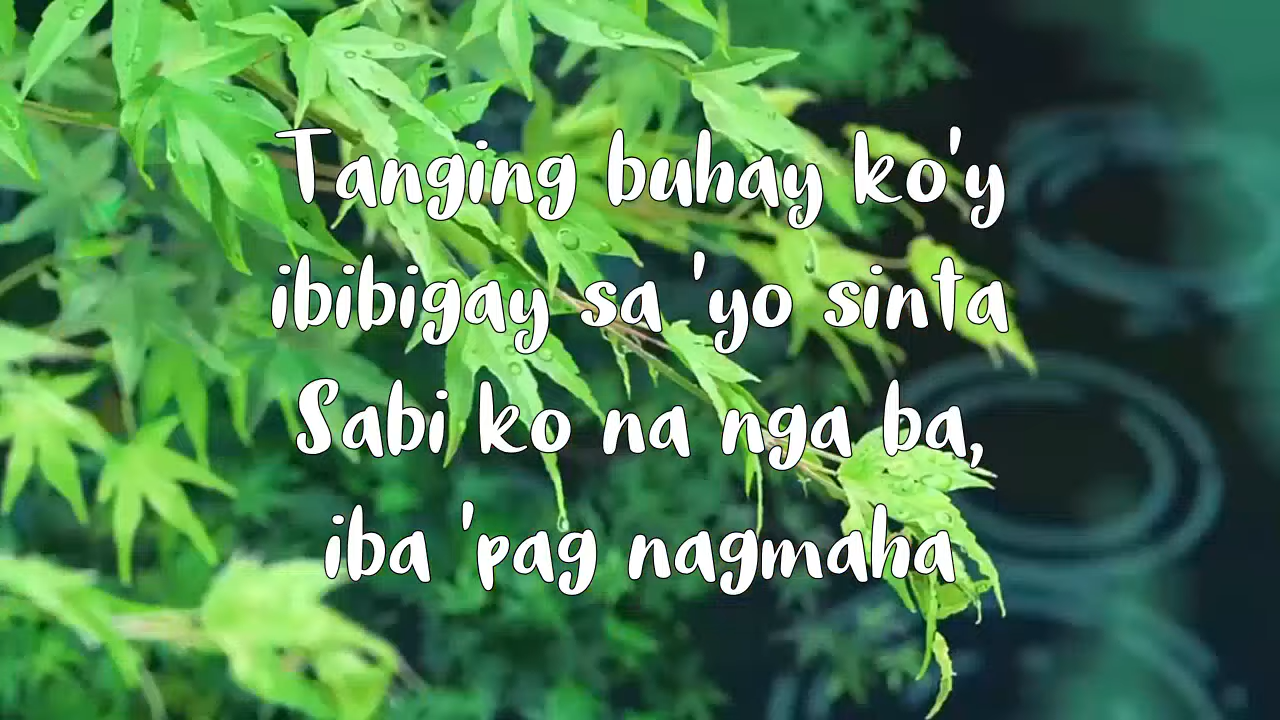 Tanging buhay ko'y
ibibigay sa 'yo sinta
Sabi ko na nga ba,
iba 'pag nagmaha